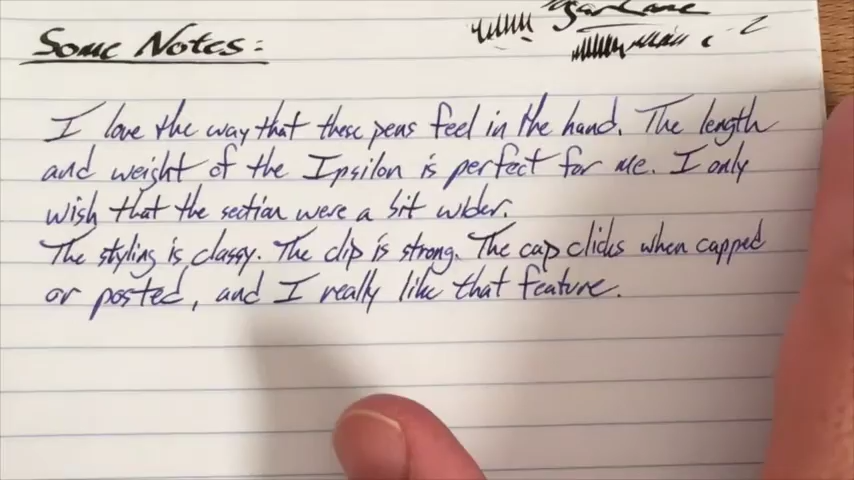 Some Notes:
I love the way that these pens feel in the hand. The length
and weight of the Ipsilon is perfect for me. I only
wish that the section were a bit wider.
The styling is classy. The clip is strong. The cap clicks when capped
or posted, and I really like that feature.